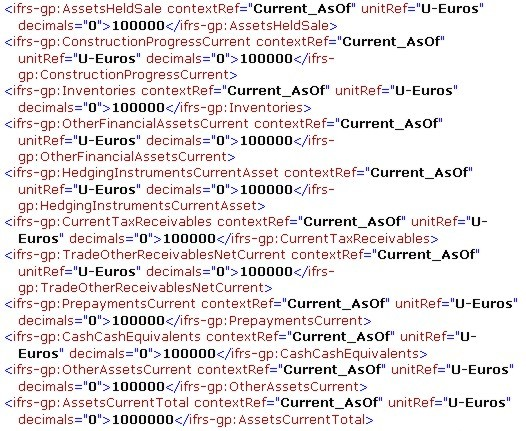 <ifrs-gp:AssetsHeldSale contextRef="Current_AsOf" unitRef="U-Euros"
decimals="0">100000</ifrs-gp:AssetsHeldSale>
<ifrs-gp:ConstructionProgressCurrent contextRef="Current_AsOf"
unitRef="U-Euros" decimals="0">100000</ifrs-
gp:ConstructionProgressCurrent>
<ifrs-gp:Inventories contextRef="Current_AsOf" unitRef="U-Euros"
decimals="0">100000</ifrs-gp:Inventories>
<ifrs-gp:OtherFinancialAssetsCurrent contextRef="Current_AsOf"
unitRef="U-Euros" decimals="0">100000</ifrs-
gp:OtherFinancialAssetsCurrent>
<ifrs-gp:HedgingInstrumentsCurrentAsset contextRef="Current_AsOf"
unitRef="U-Euros" decimals="0">100000</ifrs-
gp:HedgingInstrumentsCurrentAsset>
<ifrs-gp:CurrentTaxReceivables contextRef="Current_AsOf" unitRef="U-
Euros" decimals="0">100000</ifrs-gp:CurrentTaxReceivables>
<ifrs-gp:TradeOtherReceivablesNetCurrent contextRef="Current_AsOf"
unitRef="U-Euros" decimals="0">100000</ifrs-
gp:TradeOtherReceivablesNetCurrent>
<ifrs-gp:PrepaymentsCurrent contextRef="Current_AsOf" unitRef="U-Euros"
decimals="0">100000</ifrs-gp:PrepaymentsCurrent>
<ifrs-gp:CashCashEquivalents contextRef="Current_AsOf" unitRef="U-
Euros" decimals="0">100000</ifrs-gp:CashCashEquivalents>
<ifrs-gp:OtherAssetsCurrent contextRef="Current_AsOf" unitRef="U-Euros"
decimals="0">100000</ifrs-gp:OtherAssetsCurrent>
<ifrs-gp:AssetsCurrentTotal contextRef="Current_AsOf" unitRef="U-Euros"
decimals="0">1000000</ifrs-gp:AssetsCurrentTotal>